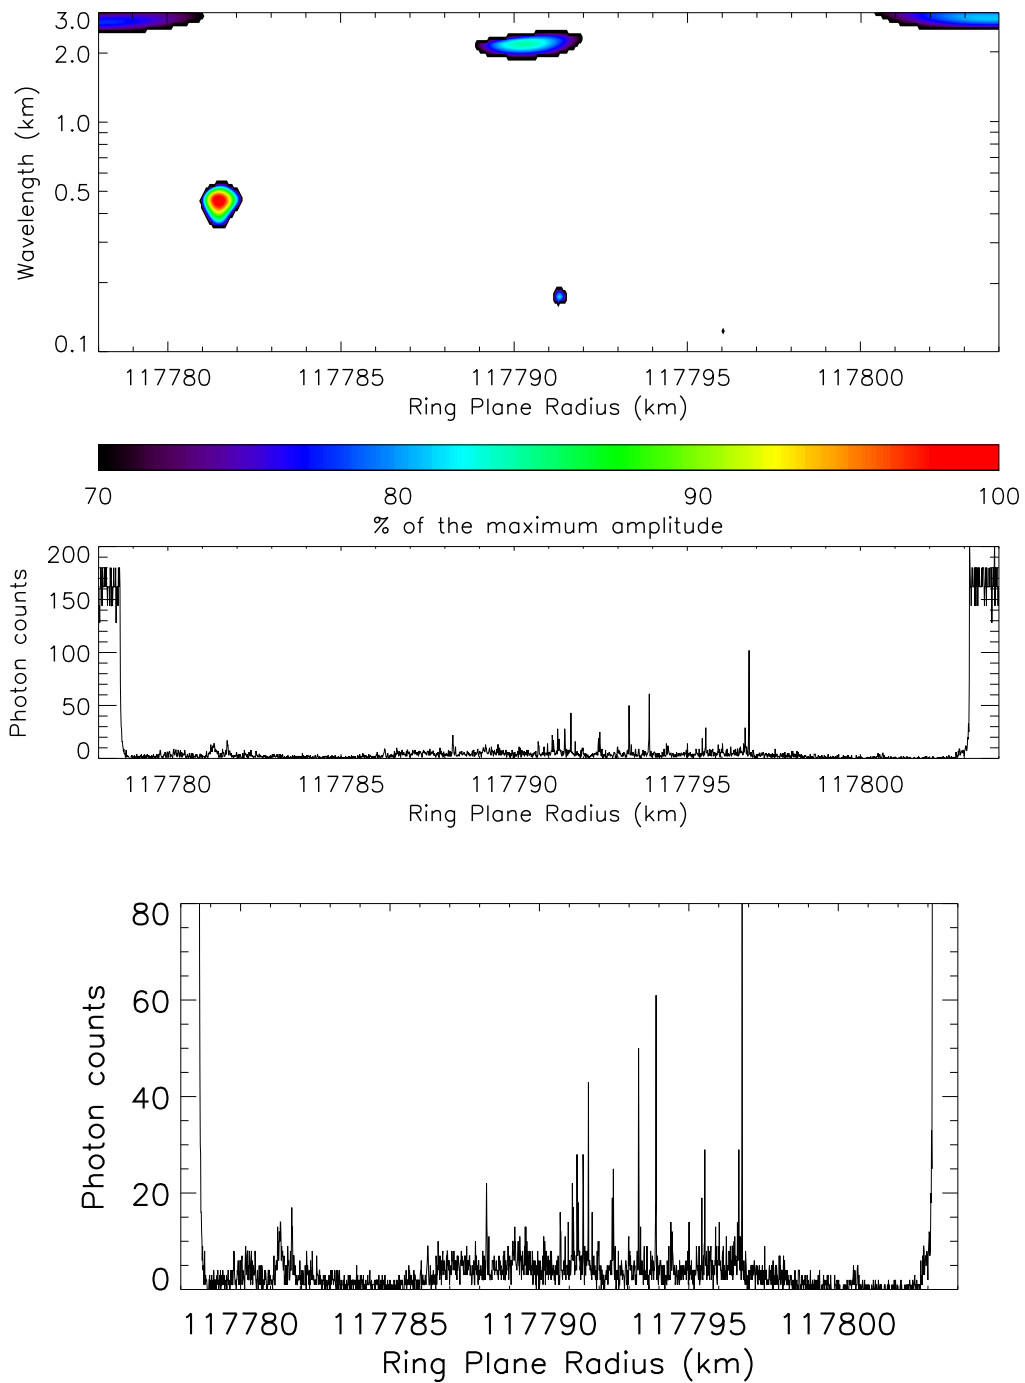 3.0
2.0
1.0
0.5
0.1
Wavelength (km)
117780 117785 117790 117795 117800
Ring Plane Radius (km)
70 80 90 100
% of the maximum amplitude
200
150
100
50
0
Photon counts
117780 117785 117790 117795 117800
Ring Plane Radius (km)
80
60
40
20
0
Photon counts
117780 117785 117790 117795 117800
Ring Plane Radius (km)